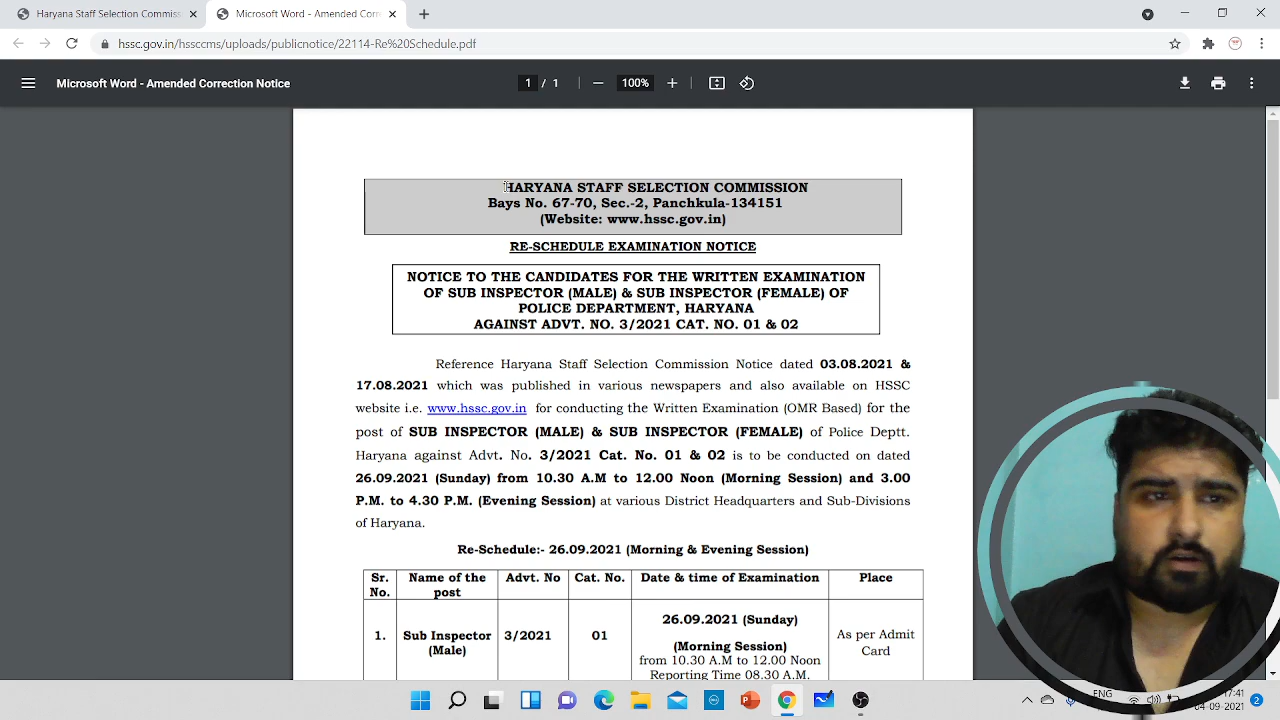 Haryana Staff Selection Commiss
Microsoft Word - Amended Corre
hssc.gov.in/hssccms/uploads/publicnotice/22114-Re%20Schedule.pdf
Microsoft Word - Amended Correction Notice
1 / 1
100%
HARYANA STAFF SELECTION COMMISSION
Bays No. 67-70, Sec.-2, Panchkula-134151
(Website: www.hssc.gov.in)
RE-SCHEDULE EXAMINATION NOTICE
NOTICE TO THE CANDIDATES FOR THE WRITTEN EXAMINATION
OF SUB INSPECTOR (MALE) & SUB INSPECTOR (FEMALE) OF
POLICE DEPARTMENT, HARYANA
AGAINST ADVT. NO. 3/2021 CAT. NO. 01 & 02
Reference Haryana Staff Selection Commission Notice dated 03.08.2021 &
17.08.2021 which was published in various newspapers and also available on HSSC
website i.e. www.hssc.gov.in for conducting the Written Examination (OMR Based) for the
post of SUB INSPECTOR (MALE) & SUB INSPECTOR (FEMALE) of Police Deptt.
Haryana against Advt. No. 3/2021 Cat. No. 01 & 02 is to be conducted on dated
26.09.2021 (Sunday) from 10.30 A.M to 12.00 Noon (Morning Session) and 3.00
P.M. to 4.30 P.M. (Evening Session) at various District Headquarters and Sub-Divisions
of Haryana.
Re-Schedule:- 26.09.2021 (Morning & Evening Session)
Sr. No. Name of the post Advt. No Cat. No. Date & time of Examination Place
1. Sub Inspector (Male) 3/2021 01 26.09.2021 (Sunday)
(Morning Session)
from 10.30 A.M to 12.00 Noon
Reporting Time 08.30 A.M.
As per Admit Card
ENG
17:41
04-09-2021
2